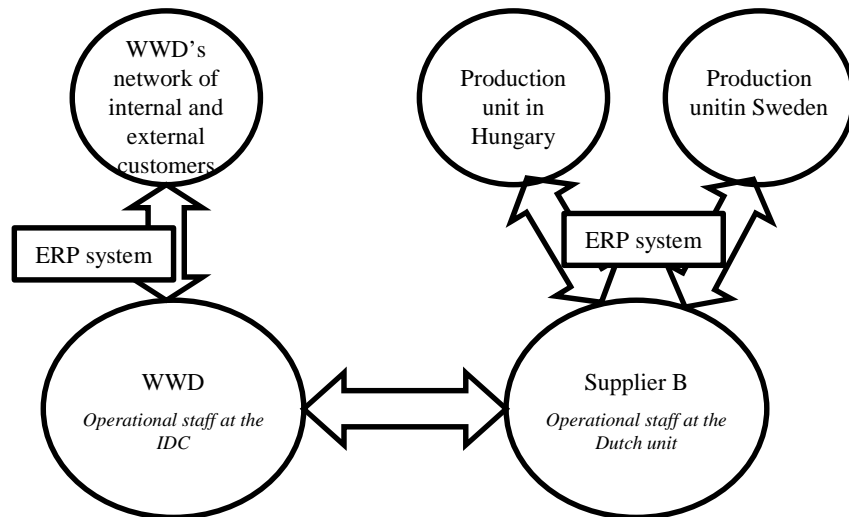 WWD’s
network of
internal and
external
customers
Production
unit in
Hungary
Production
unitin Sweden
ERP system
ERP system
WWD
Operational staff at the
IDC
Supplier B
Operational staff at the
Dutch unit